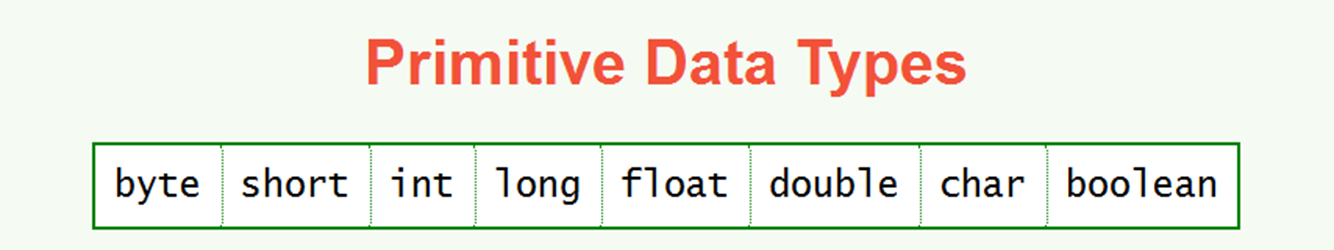 Primitive Data Types
byte short int long float double char boolean